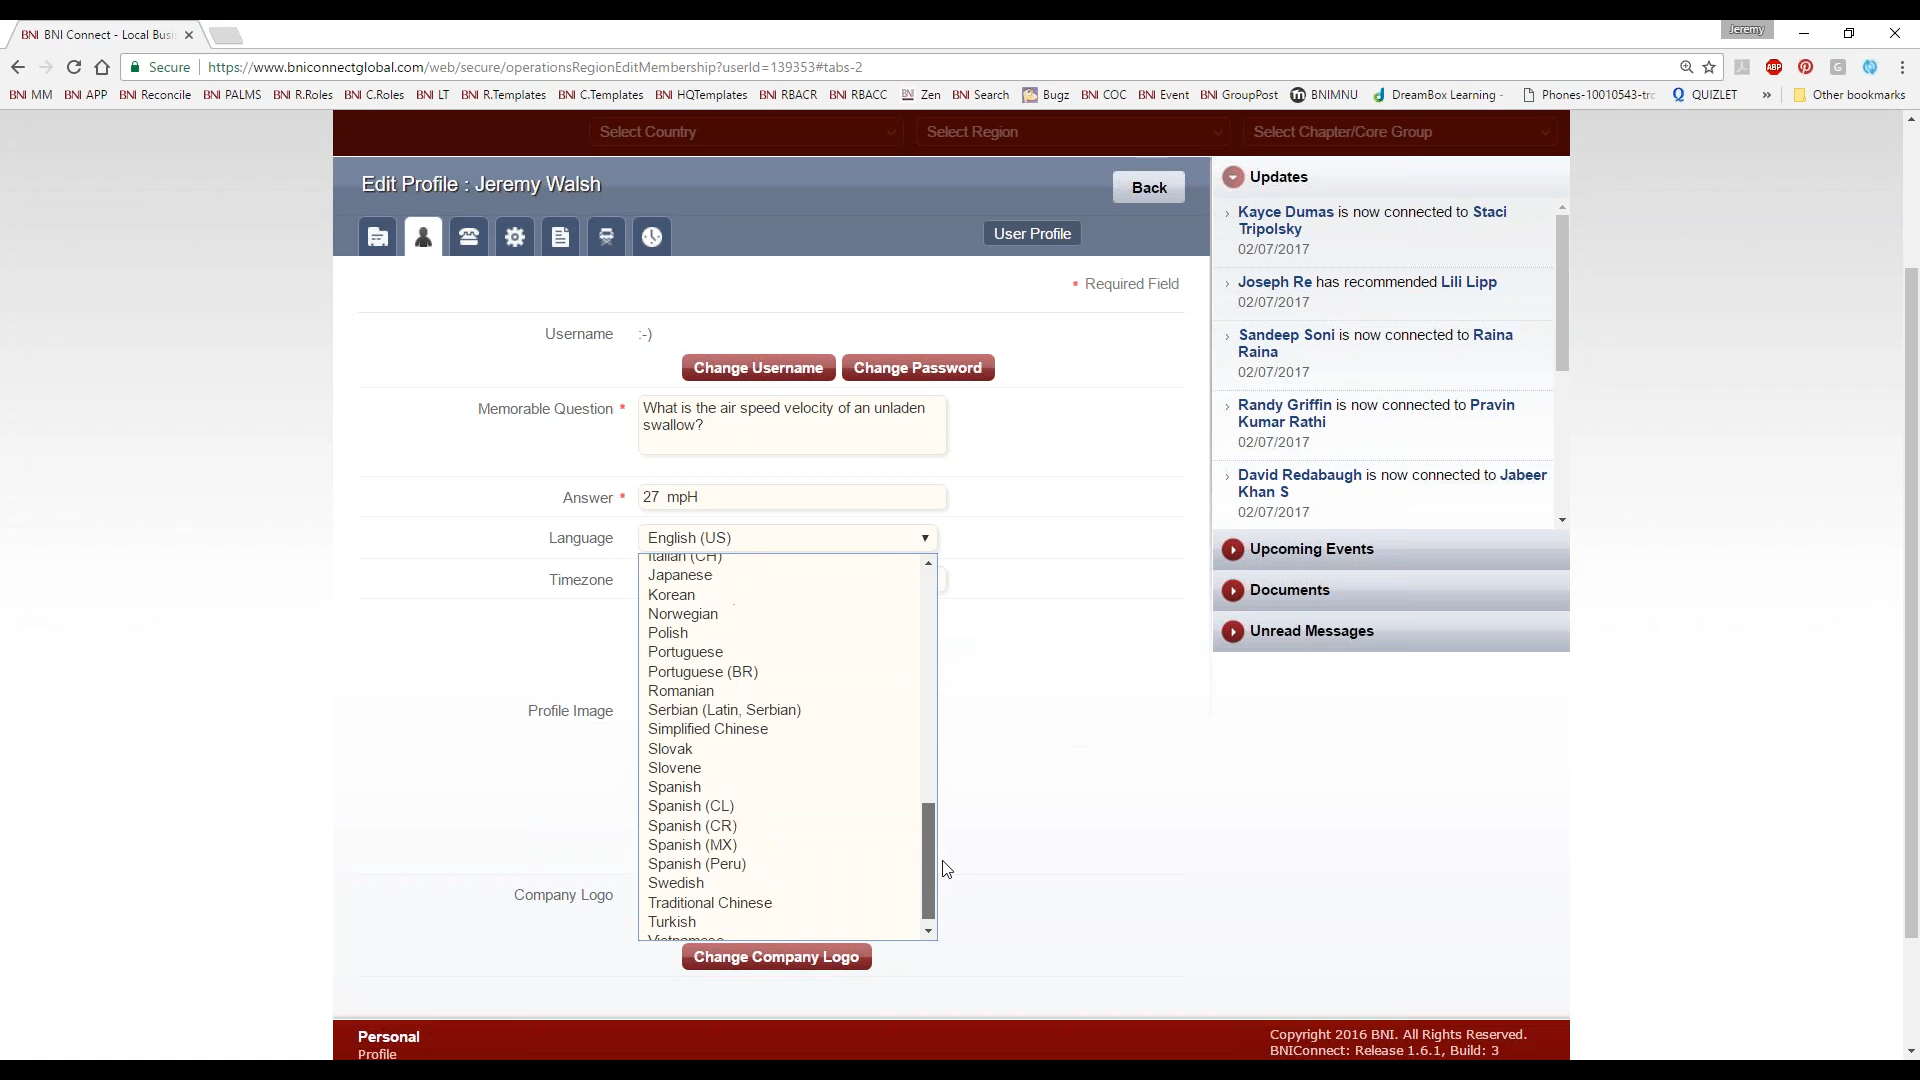 BNI BNI Connect - Local Busi
Jeremy
Secure https://www.bniconnectglobal.com/web/secure/operationsRegionEditMembership?userId=139353#tabs-2
BNI MM BNI APP BNI Reconcile BNI PALMS BNI R.Roles BNI C.Roles BNI LT BNI R.Templates BNI C.Templates BNI HQTemplates BNI RBACR BNI RBACC BNI Zen BNI Search Bugz BNI COC BNI Event BNI GroupPost BNIMNU DreamBox Learning - Phones-10010543-trc QUIZLET » Other bookmarks
Select Country Select Region Select Chapter/Core Group
Edit Profile : Jeremy Walsh
Back
User Profile
* Required Field
Username :-)
Change Username Change Password
Memorable Question * What is the air speed velocity of an unladen
swallow?
Answer * 27 mpH
Language English (US)
Timezone
Italian (CH)
Japanese
Korean
Norwegian
Polish
Portuguese
Portuguese (BR)
Romanian
Serbian (Latin, Serbian)
Simplified Chinese
Slovak
Slovene
Spanish
Spanish (CL)
Spanish (CR)
Spanish (MX)
Spanish (Peru)
Swedish
Traditional Chinese
Turkish
Vietnamese
Profile Image
Company Logo
Change Company Logo
Updates
Kayce Dumas is now connected to Staci
Tripolsky
02/07/2017
Joseph Re has recommended Lili Lipp
02/07/2017
Sandeep Soni is now connected to Raina
Raina
02/07/2017
Randy Griffin is now connected to Pravin
Kumar Rathi
02/07/2017
David Redabaugh is now connected to Jabeer
Khan S
02/07/2017
Upcoming Events
Documents
Unread Messages
Personal
Profile
Copyright 2016 BNI. All Rights Reserved.
BNIConnect: Release 1.6.1, Build: 3